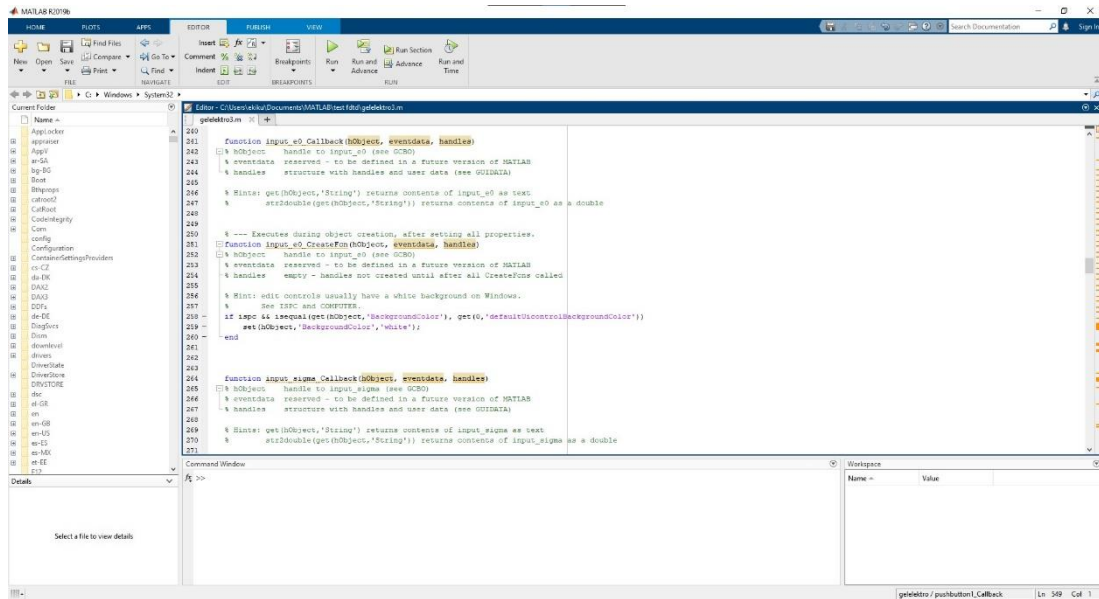 MATLAB R2019b
HOME PLOTS APPS EDITOR PUBLISH VIEW
Search Documentation Sign In
New Open Save Find Files Compare Print
Go To Find
Insert Comment Indent
Breakpoints Run Run and Advance Run Section Advance Run and Time
FILE NAVIGATE EDIT BREAKPOINTS RUN
C: Windows System32
Current Folder
Name
AppLocker
appraiser
AppV
ar-SA
bg-BG
Boot
Bthprops
catroot2
CatRoot
CodeIntegrity
Com
config
Configuration
ContainerSettingsProviders
cs-CZ
da-DK
DAX2
DAX3
DDFs
de-DE
DiagSvcs
Dism
downlevel
drivers
DriverState
DriverStore
DRVSTORE
dsc
el-GR
en
en-GB
en-US
es-ES
es-MX
et-EE
F12
Details
Select a file to view details
Editor - C:\Users\ekiku\Documents\MATLAB\test fdtd\gelelektro3.m
gelelektro3.m
240
241 function input_e0_Callback(hObject, eventdata, handles)
242 % hObject handle to input_e0 (see GCBO)
243 % eventdata reserved - to be defined in a future version of MATLAB
244 % handles structure with handles and user data (see GUIDATA)
245
246 % Hints: get(hObject,'String') returns contents of input_e0 as text
247 % str2double(get(hObject,'String')) returns contents of input_e0 as a double
248
249
250 % --- Executes during object creation, after setting all properties.
251 function input_e0_CreateFcn(hObject, eventdata, handles)
252 % hObject handle to input_e0 (see GCBO)
253 % eventdata reserved - to be defined in a future version of MATLAB
254 % handles empty - handles not created until after all CreateFcns called
255
256 % Hint: edit controls usually have a white background on Windows.
257 % See ISPC and COMPUTER.
258 - if ispc && isequal(get(hObject,'BackgroundColor'), get(0,'defaultUicontrolBackgroundColor'))
259 - set(hObject,'BackgroundColor','white');
260 - end
261
262
263
264 function input_sigma_Callback(hObject, eventdata, handles)
265 % hObject handle to input_sigma (see GCBO)
266 % eventdata reserved - to be defined in a future version of MATLAB
267 % handles structure with handles and user data (see GUIDATA)
268
269 % Hints: get(hObject,'String') returns contents of input_sigma as text
270 % str2double(get(hObject,'String')) returns contents of input_sigma as a double
271
Command Window
fx >>
Workspace
Name Value
gelelektro / pushbutton1_Callback Ln 549 Col 1